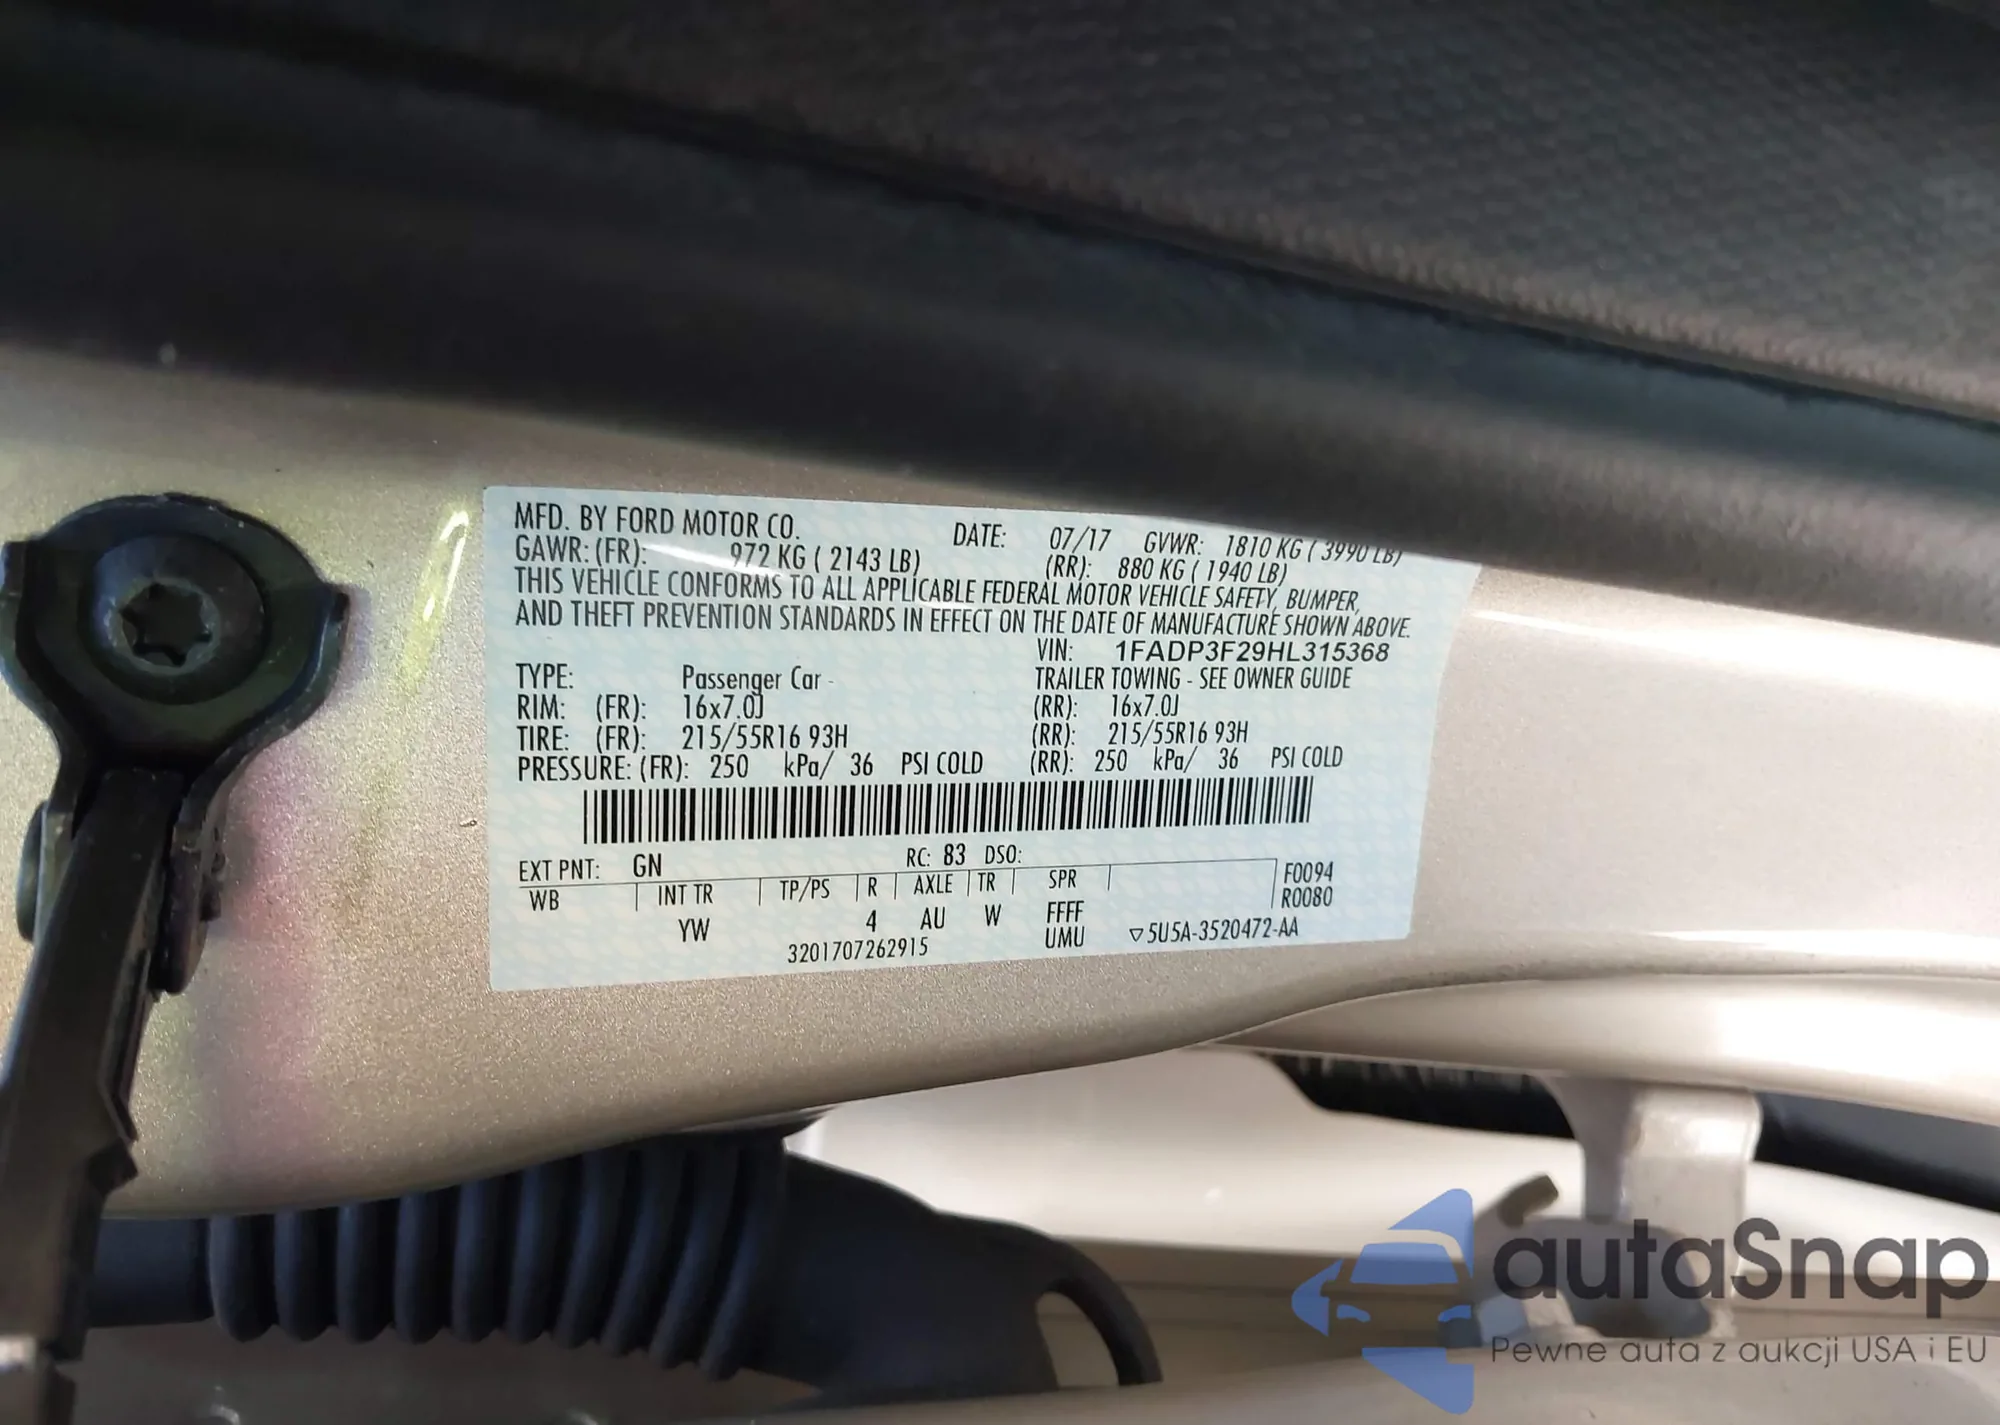 MFD. BY FORD MOTOR CO. DATE: 07/17 GVWR: 1810 KG ( 3990 LB)
GAWR: (FR): 972 KG ( 2143 LB) (RR): 880 KG ( 1940 LB)
THIS VEHICLE CONFORMS TO ALL APPLICABLE FEDERAL MOTOR VEHICLE SAFETY, BUMPER,
AND THEFT PREVENTION STANDARDS IN EFFECT ON THE DATE OF MANUFACTURE SHOWN ABOVE.
VIN: 1FADP3F29HL315368
TYPE: Passenger Car - TRAILER TOWING - SEE OWNER GUIDE
RIM: (FR): 16x7.0J (RR): 16x7.0J
TIRE: (FR): 215/55R16 93H (RR): 215/55R16 93H
PRESSURE: (FR): 250 kPa/ 36 PSI COLD (RR): 250 kPa/ 36 PSI COLD
EXT PNT: GN RC: 83 DSO:
WB INT TR TP/PS R AXLE TR SPR F0094
R0080
YW 4 AU W FFFF
UMU ▽5U5A-3520472-AA
3201707262915
autaSnap
Pewne auta z aukcji USA i EU